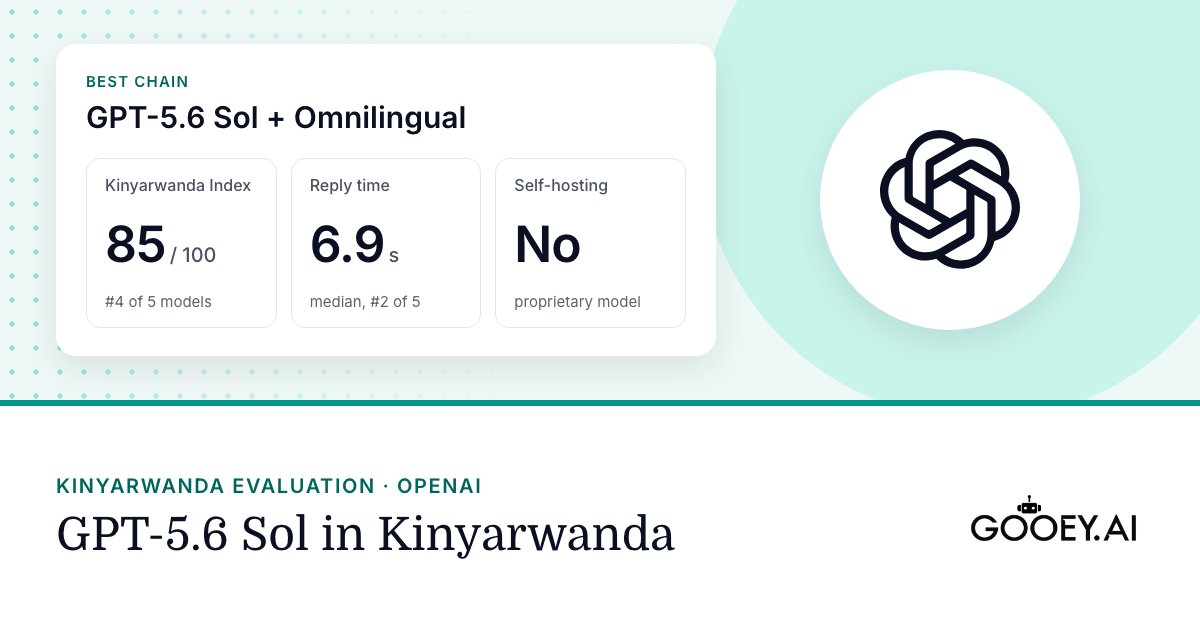 BEST CHAIN
GPT-5.6 Sol + Omnilingual
Kinyarwanda Index
85 / 100
#4 of 5 models
Reply time
6.9 s
median, #2 of 5
Self-hosting
No
proprietary model
KINYARWANDA EVALUATION · OPENAI
GPT-5.6 Sol in Kinyarwanda
GOOEY.AI